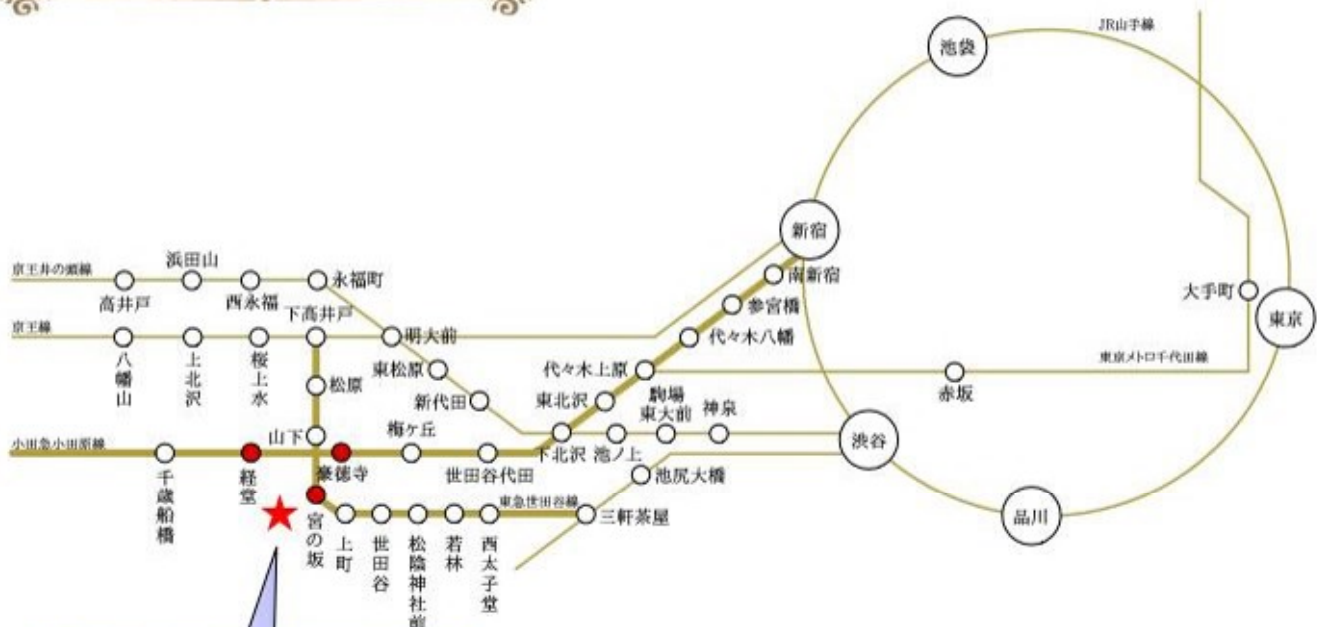 JR山手線
池袋
新宿
南新宿
浜田山
京王井の頭線
永福町
高井戸
西永福
下高井戸
参宮橋
大手町
東京
京王線
明大前
代々木八幡
八幡山
上北沢
桜上水
東松原
代々木上原
東京メトロ千代田線
赤坂
松原
新代田
東北沢
駒場
東大前
神泉
山下
梅ヶ丘
小田急小田原線
下北沢
池ノ上
渋谷
千歳船橋
経堂
豪徳寺
世田谷代田
池尻大橋
東急世田谷線
三軒茶屋
品川
宮の坂
上町
世田谷
松陰神社前
若林
西太子堂